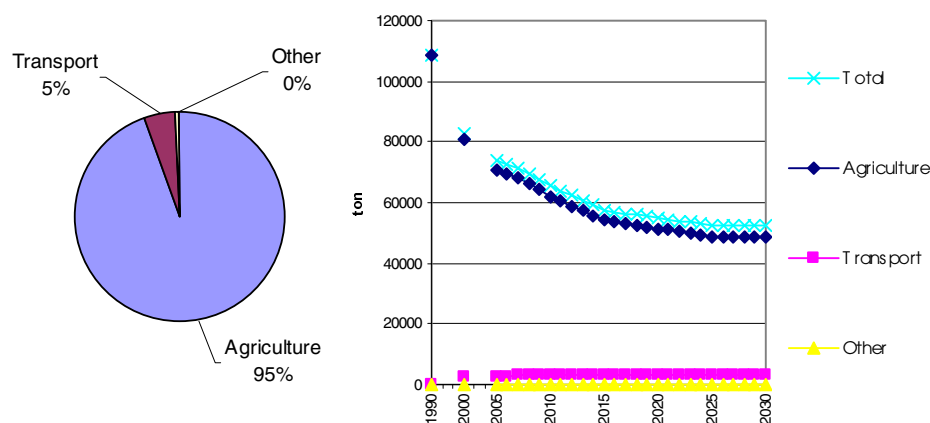 Transport
5%
Other
0%
Agriculture
95%
ton
120000
100000
80000
60000
40000
20000
0
1990
2000
2005
2010
2015
2020
2025
2030
Total
Agriculture
Transport
Other